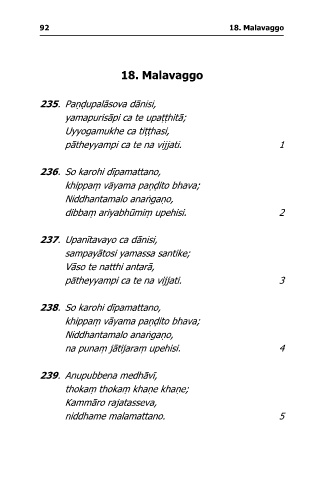 92 18. Malavaggo
18. Malavaggo
235. Paṇḍupalāsova dānisi,
yamapurisāpi ca te upaṭṭhitā;
Uyyogamukhe ca tiṭṭhasi,
pātheyyampi ca te na vijjati. 1
236. So karohi dīpamattano,
khippaṃ vāyama paṇḍito bhava;
Niddhantamalo anaṅgaṇo,
dibbaṃ ariyabhūmiṃ upehisi. 2
237. Upanītavayo ca dānisi,
sampayātosi yamassa santike;
Vāso te natthi antarā,
pātheyyampi ca te na vijjati. 3
238. So karohi dīpamattano,
khippaṃ vāyama paṇḍito bhava;
Niddhantamalo anaṅgaṇo,
na punaṃ jātijaraṃ upehisi. 4
239. Anupubbena medhāvī,
thokaṃ thokaṃ khaṇe khaṇe;
Kammāro rajatasseva,
niddhame malamattano. 5